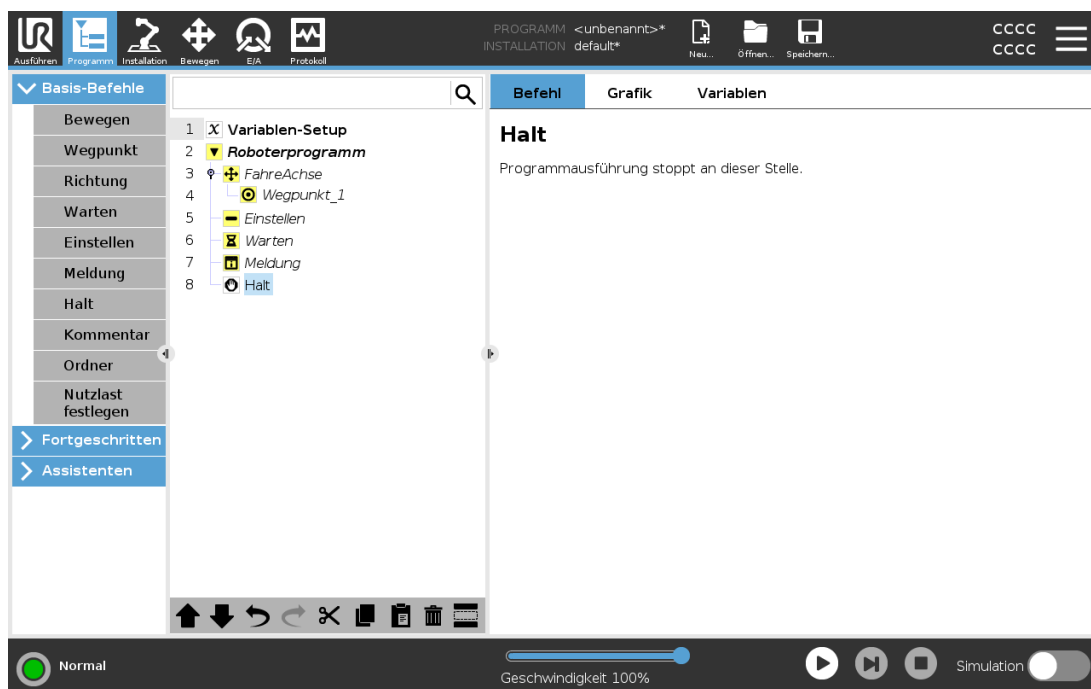 UR
Ausführen
Programm
Installation
Bewegen
E/A
Protokoll
PROGRAMM <unbenannt>*
INSTALLATION default*
Neu...
Öffnen...
Speichern...
CCCC
CCCC
Basis-Befehle
Bewegen
Wegpunkt
Richtung
Warten
Einstellen
Meldung
Halt
Kommentar
Ordner
Nutzlast
festlegen
Fortgeschritten
Assistenten
1 X Variablen-Setup
2 Roboterprogramm
3 FahreAchse
4 Wegpunkt_1
5 Einstellen
6 Warten
7 Meldung
8 Halt
Befehl Grafik Variablen
Halt
Programmausführung stoppt an dieser Stelle.
Normal
Geschwindigkeit 100%
Simulation